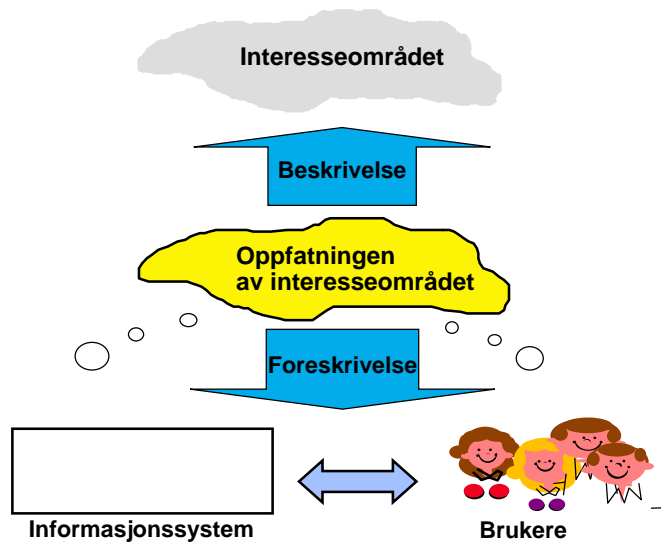 Interesseområdet
Beskrivelse
Oppfatningen
av interesseområdet
Foreskrivelse
Informasjonssystem
Brukere